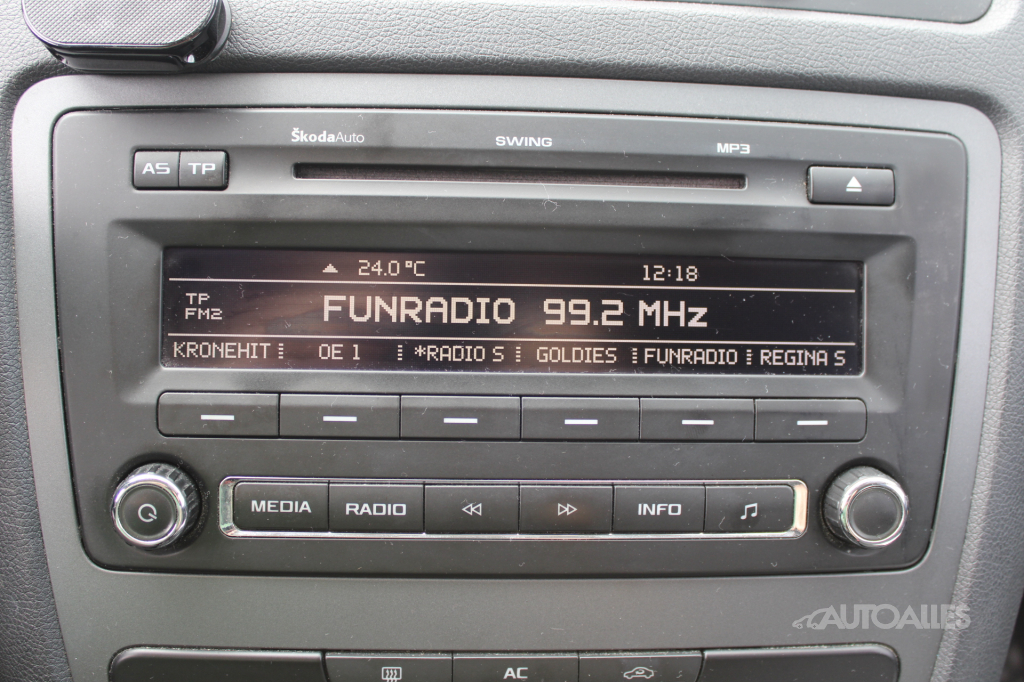 ŠkodaAuto SWING MP3
AS TP
24.0 °C 12:18
TP
FM2
FUNRADIO 99.2 MHz
KRONEHIT OE 1 *RADIO S GOLDIES FUNRADIO REGINA S
MEDIA RADIO INFO
AUTOALLES
AC